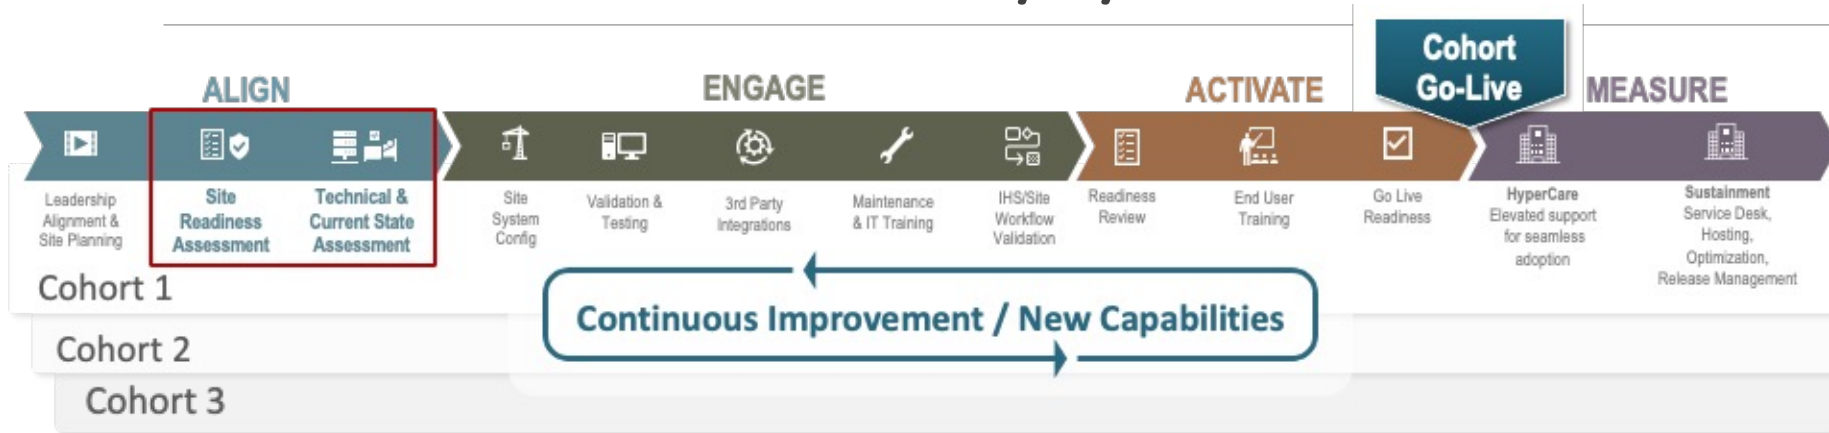 Cohort
Go-Live
ALIGN
ENGAGE
ACTIVATE
MEASURE
Leadership
Alignment &
Site Planning
Site
Readiness
Assessment
Technical &
Current State
Assessment
Site
System
Config
Validation &
Testing
3rd Party
Integrations
Maintenance
& IT Training
IHS/Site
Workflow
Validation
Readiness
Review
End User
Training
Go Live
Readiness
HyperCare
Elevated support
for seamless
adoption
Sustainment
Service Desk,
Hosting,
Optimization,
Release Management
Cohort 1
Continuous Improvement / New Capabilities
Cohort 2
Cohort 3